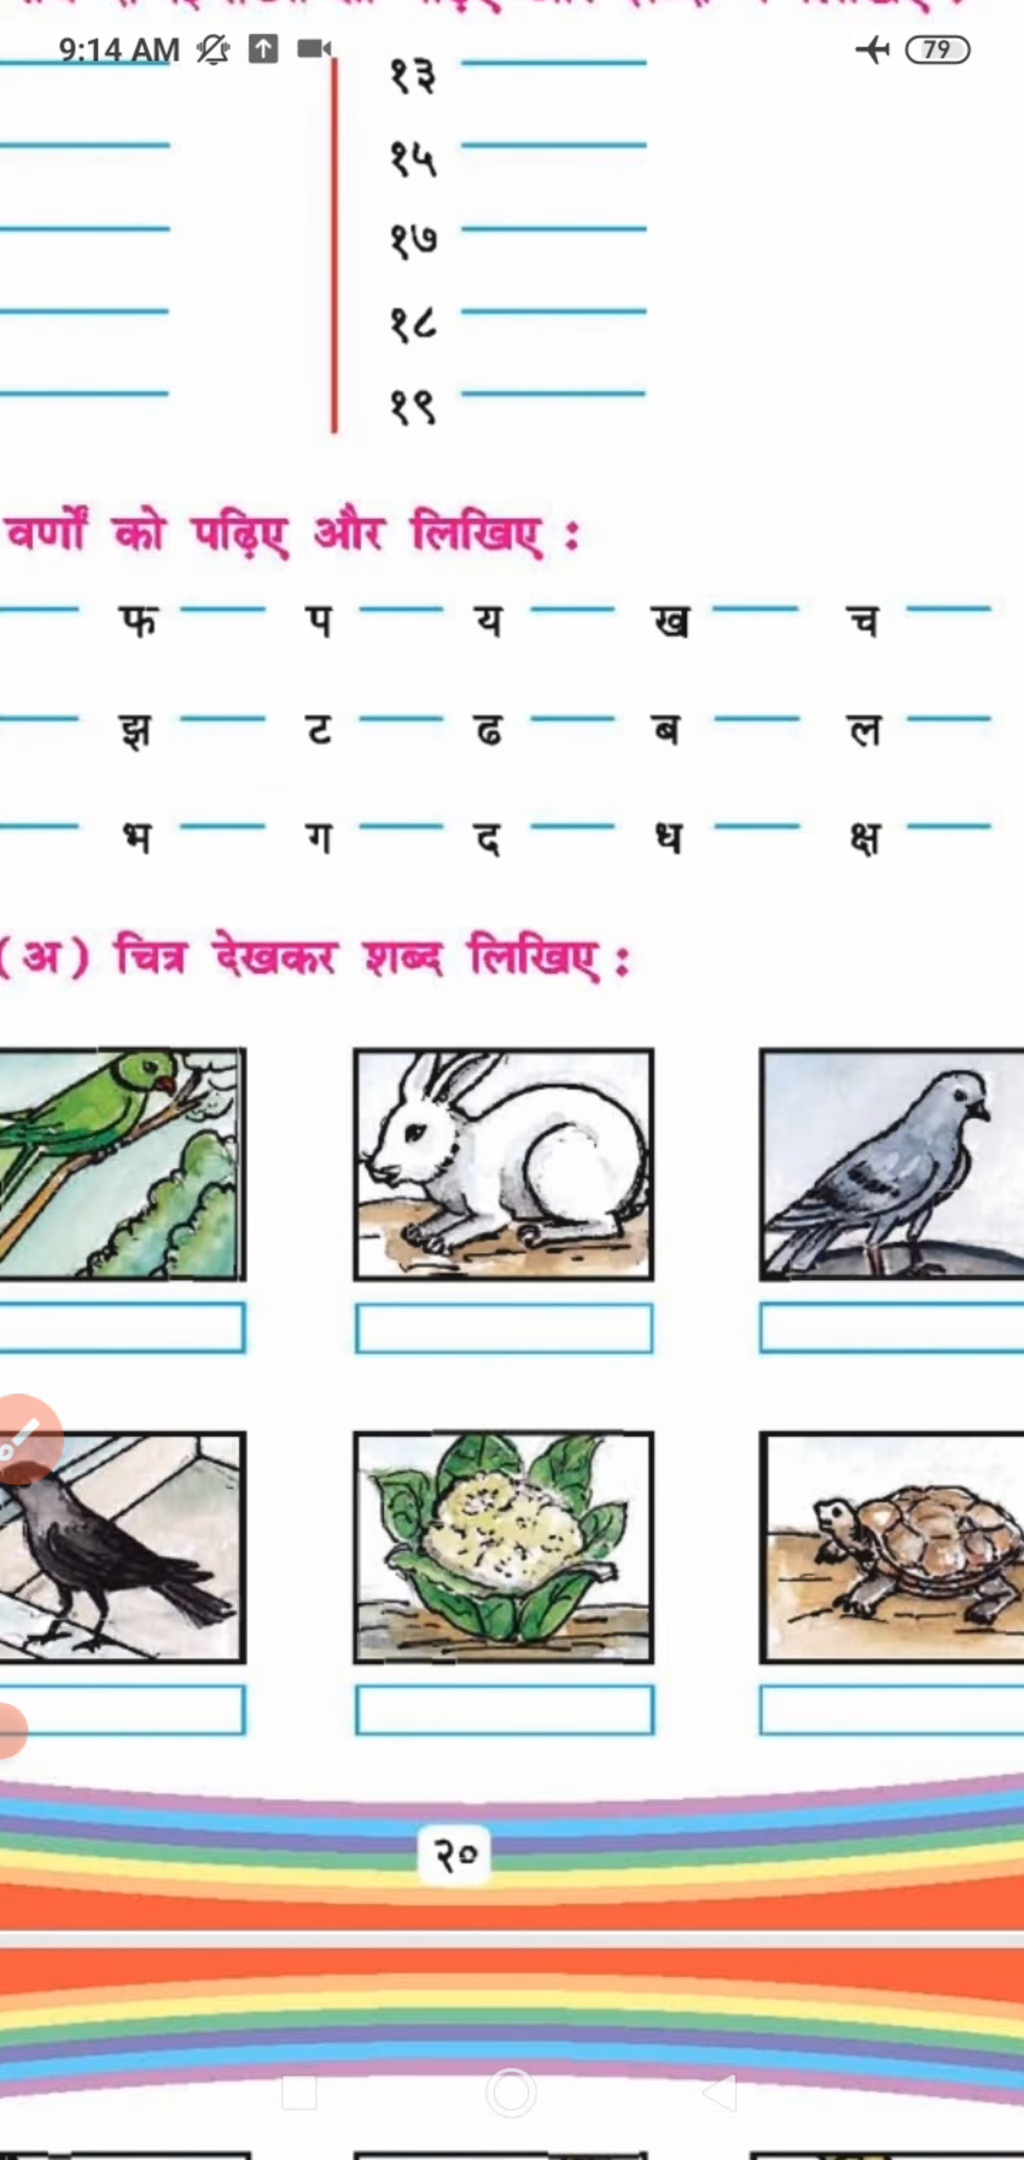 9:14 AM 79
१३
१५
१७
१८
१९
वर्णों को पढ़िए और लिखिए :
फ प य ख च
झ ट ढ ब ल
भ ग द ध क्ष
(अ) चित्र देखकर शब्द लिखिए :
२०